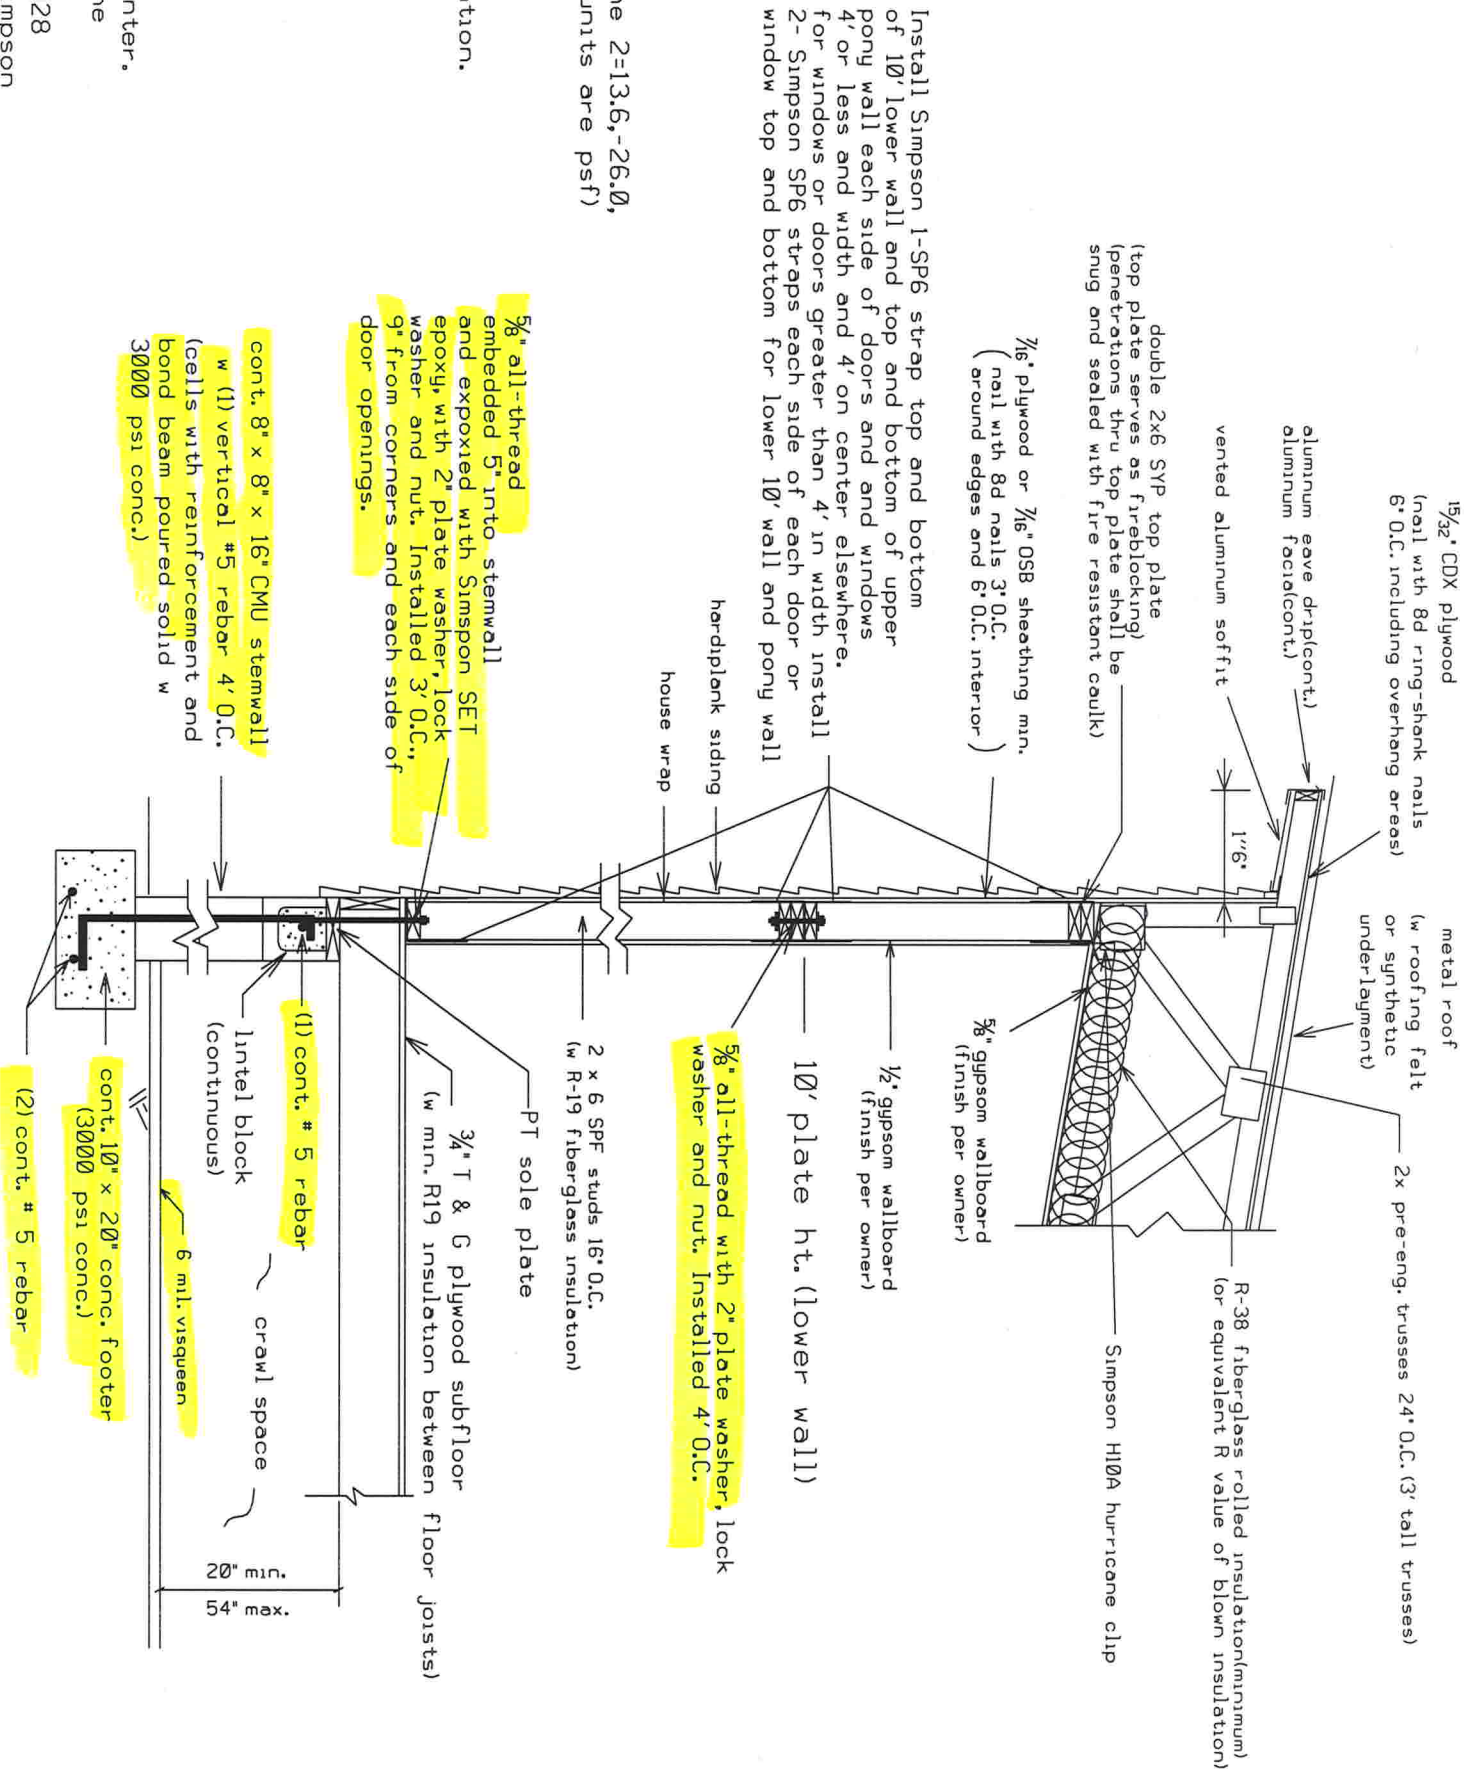 15/32" CDX plywood
(nail with 8d ring-shank nails
6" O.C. including overhang areas)
aluminum eave drip(cont.)
aluminum facia(cont.)
vented aluminum soffit
1'6"
double 2x6 SYP top plate
(top plate serves as fireblocking)
(penetrations thru top plate shall be
snug and sealed with fire resistant caulk)
7/16" plywood or 7/16" OSB sheathing min.
(nail with 8d nails 3" O.C.
around edges and 6" O.C. interior)
Install Simpson 1-SP6 strap top and bottom
of 10' lower wall and top and bottom of upper
pony wall each side of doors and and windows
4' or less and width and 4' on center elsewhere.
for windows or doors greater than 4' in width install
2- Simpson SP6 straps each side of each door or
window top and bottom for lower 10' wall and pony wall
hardiplank siding
house wrap
5/8" all-thread
embedded 5" into stemwall
and expoxied with Simspon SET
epoxy, with 2" plate washer, lock
washer and nut. Installed 3' O.C.,
9" from corners and each side of
door openings.
cont. 8" x 8" x 16" CMU stemwall
w (1) vertical #5 rebar 4' O.C.
(cells with reinforcement and
bond beam poured solid w
3000 psi conc.)
metal roof
(w roofing felt
or synthetic
underlayment)
2x pre-eng. trusses 24" O.C. (3' tall trusses)
R-38 fiberglass rolled insulation(minimum)
(or equivalent R value of blown insulation)
Simpson H10A hurricane clip
5/8" gypsom wallboard
(finish per owner)
1/2" gypsom wallboard
(finish per owner)
10' plate ht. (lower wall)
5/8" all-thread with 2" plate washer, lock
washer and nut. Installed 4' O.C.
2 x 6 SPF studs 16" O.C.
(w R-19 fiberglass insulation)
PT sole plate
3/4" T & G plywood subfloor
(w min. R19 insulation between floor joists)
(1) cont. # 5 rebar
lintel block
(continuous)
crawl space
20" min.
54" max.
6 mil. visqueen
cont. 10" x 20" conc. footer
(3000 psi conc.)
(2) cont. # 5 rebar
ne 2=13.6,-26.0,
units are psf)
tion.
nter.
ne
28
mpson